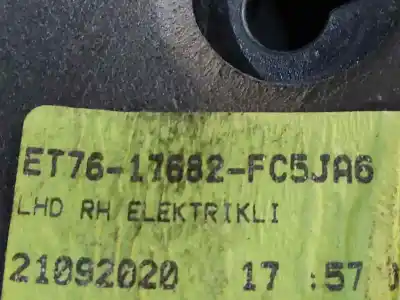 ET76-17682-FC5JA6
LHD RH ELEKTRIKLI
21092020 17:57